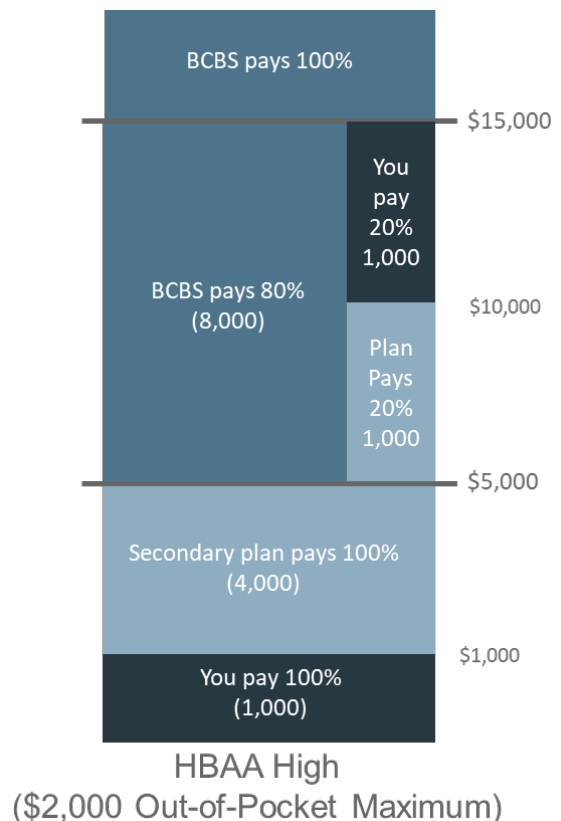 BCBS pays 100%
$15,000
You
pay
20%
1,000
BCBS pays 80%
(8,000)
$10,000
Plan
Pays
20%
1,000
$5,000
Secondary plan pays 100%
(4,000)
$1,000
You pay 100%
(1,000)
HBAA High
($2,000 Out-of-Pocket Maximum)